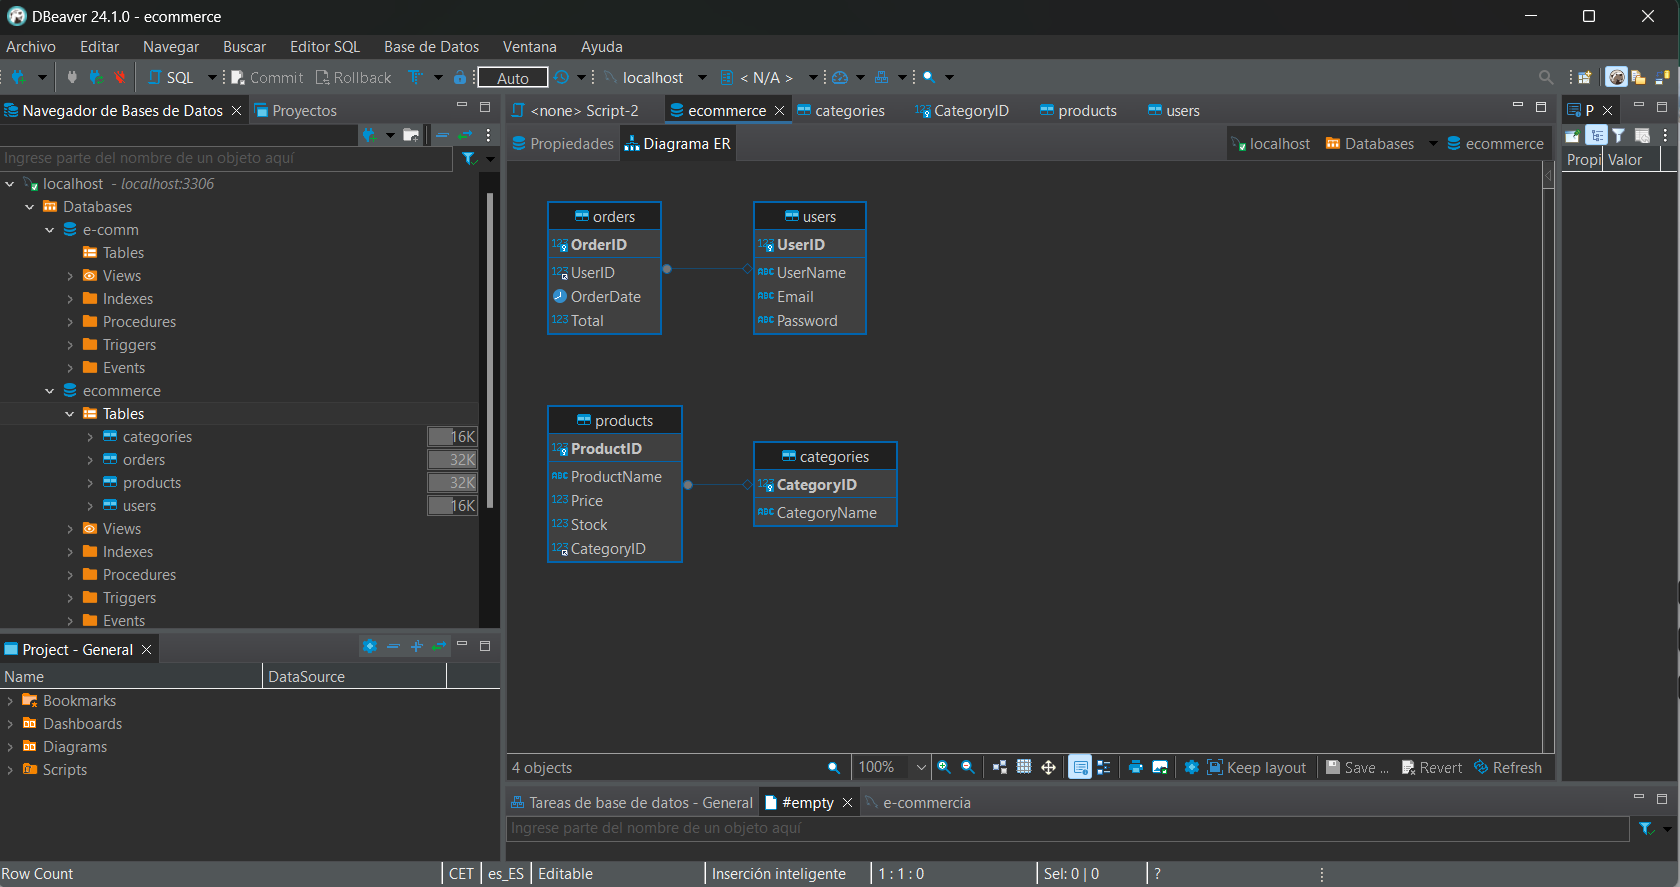 DBeaver 24.1.0 - ecommerce
Archivo Editar Navegar Buscar Editor SQL Base de Datos Ventana Ayuda
SQL Commit Rollback Auto localhost < N/A >
Navegador de Bases de Datos Proyectos
Ingrese parte del nombre de un objeto aquí
localhost - localhost:3306
Databases
e-comm
Tables
Views
Indexes
Procedures
Triggers
Events
ecommerce
Tables
categories 16K
orders 32K
products 32K
users 16K
Views
Indexes
Procedures
Triggers
Events
Project - General
Name DataSource
Bookmarks
Dashboards
Diagrams
Scripts
<none> Script-2 ecommerce categories CategoryID products users
Propiedades Diagrama ER localhost Databases ecommerce
orders
OrderID
UserID
OrderDate
Total
users
UserID
UserName
Email
Password
products
ProductID
ProductName
Price
Stock
CategoryID
categories
CategoryID
CategoryName
4 objects 100% Keep layout Save ... Revert Refresh
Tareas de base de datos - General #empty e-commercia
Ingrese parte del nombre de un objeto aquí
P
Propi Valor
Row Count CET es_ES Editable Inserción inteligente 1 : 1 : 0 Sel: 0 | 0 ?